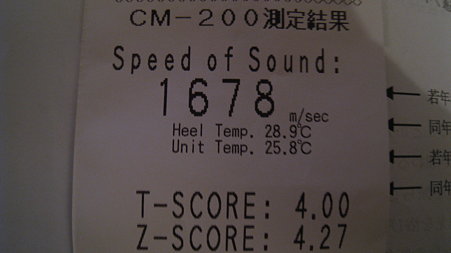 CM-200測定結果
Speed of Sound:
1678 m/sec
Heel Temp. 28.9℃
Unit Temp. 25.8℃
T-SCORE: 4.00
Z-SCORE: 4.27
若年
同年
若年
同年